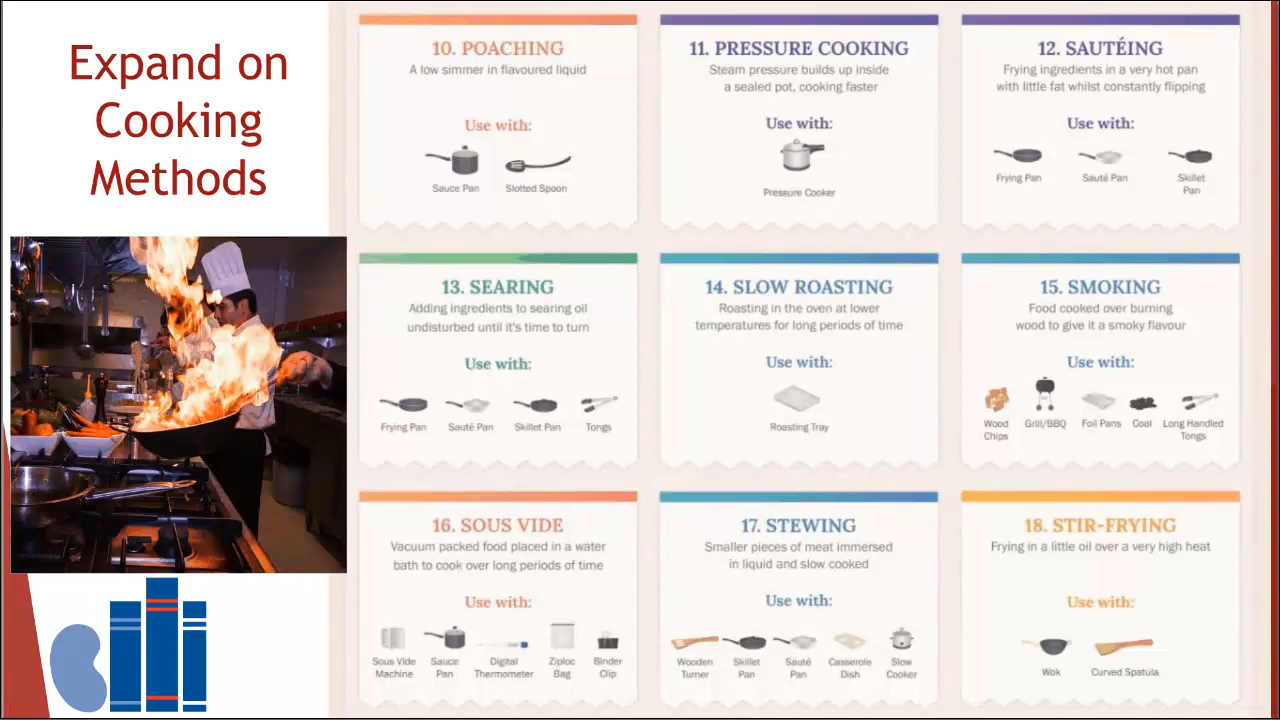 Expand on
Cooking
Methods
10. POACHING
A low simmer in flavoured liquid
Use with:
Sauce Pan
Slotted Spoon
11. PRESSURE COOKING
Steam pressure builds up inside
a sealed pot, cooking faster
Use with:
Pressure Cooker
12. SAUTÉING
Frying ingredients in a very hot pan
with little fat whilst constantly flipping
Use with:
Frying Pan
Sauté Pan
Skillet
Pan
13. SEARING
Adding ingredients to searing oil
undisturbed until it's time to turn
Use with:
Frying Pan
Sauté Pan
Skillet Pan
Tongs
14. SLOW ROASTING
Roasting in the oven at lower
temperatures for long periods of time
Use with:
Roasting Tray
15. SMOKING
Food cooked over burning
wood to give it a smoky flavour
Use with:
Wood
Chips
Grill/BBQ
Foil Pans
Coal
Long Handled
Tongs
16. SOUS VIDE
Vacuum packed food placed in a water
bath to cook over long periods of time
Use with:
Sous Vide
Machine
Sauce
Pan
Digital
Thermometer
Ziploc
Bag
Binder
Clip
17. STEWING
Smaller pieces of meat immersed
in liquid and slow cooked
Use with:
Wooden
Turner
Skillet
Pan
Sauté
Pan
Casserole
Dish
Slow
Cooker
18. STIR-FRYING
Frying in a little oil over a very high heat
Use with:
Wok
Curved Spatula